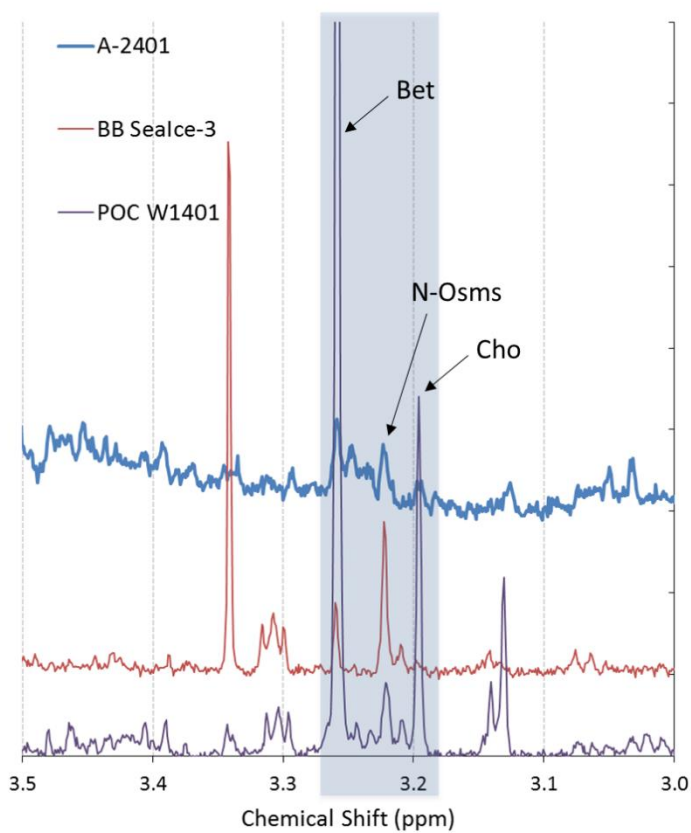 A-2401
Bet
BB SeaIce-3
POC W1401
N-Osms
Cho
3.5 3.4 3.3 3.2 3.1 3.0
Chemical Shift (ppm)